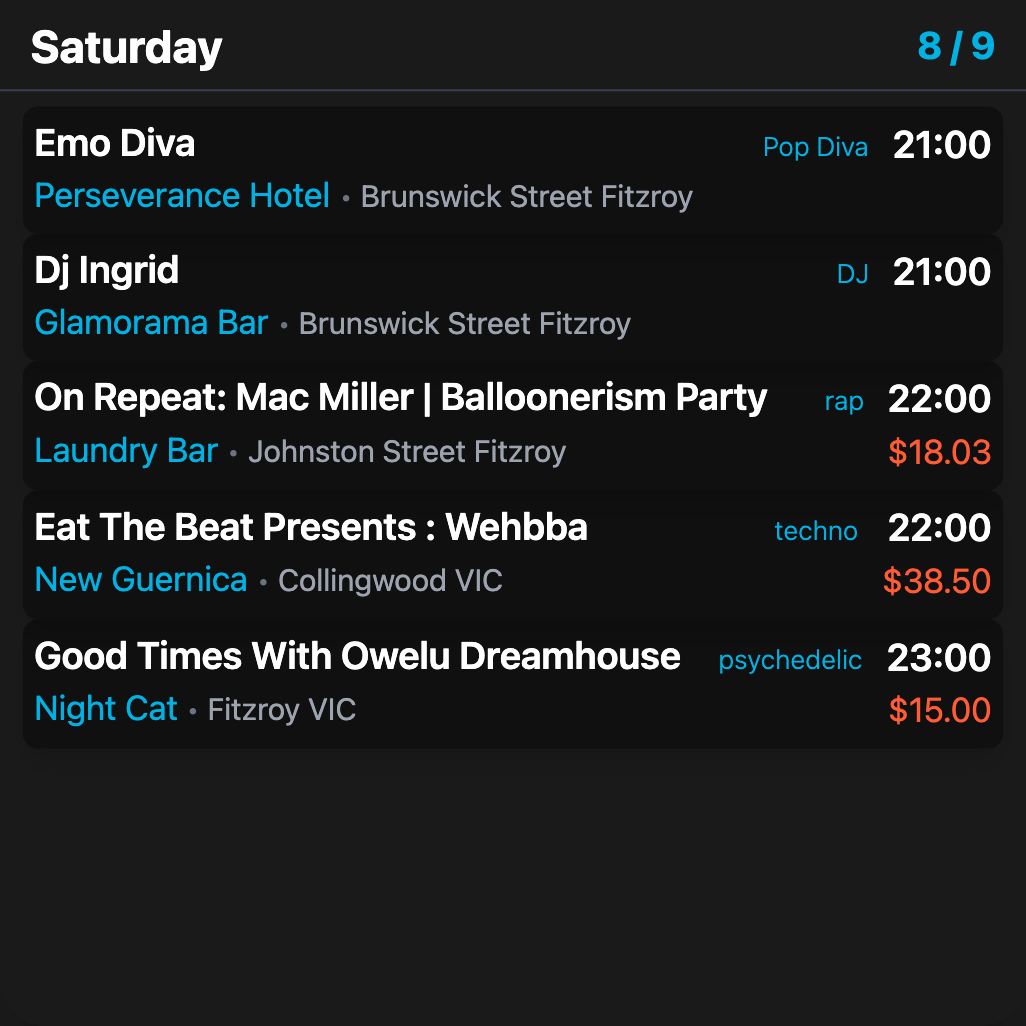 Saturday 8 / 9
Emo Diva Pop Diva 21:00
Perseverance Hotel • Brunswick Street Fitzroy
Dj Ingrid DJ 21:00
Glamorama Bar • Brunswick Street Fitzroy
On Repeat: Mac Miller | Balloonerism Party rap 22:00
Laundry Bar • Johnston Street Fitzroy $18.03
Eat The Beat Presents : Wehbba techno 22:00
New Guernica • Collingwood VIC $38.50
Good Times With Owelu Dreamhouse psychedelic 23:00
Night Cat • Fitzroy VIC $15.00